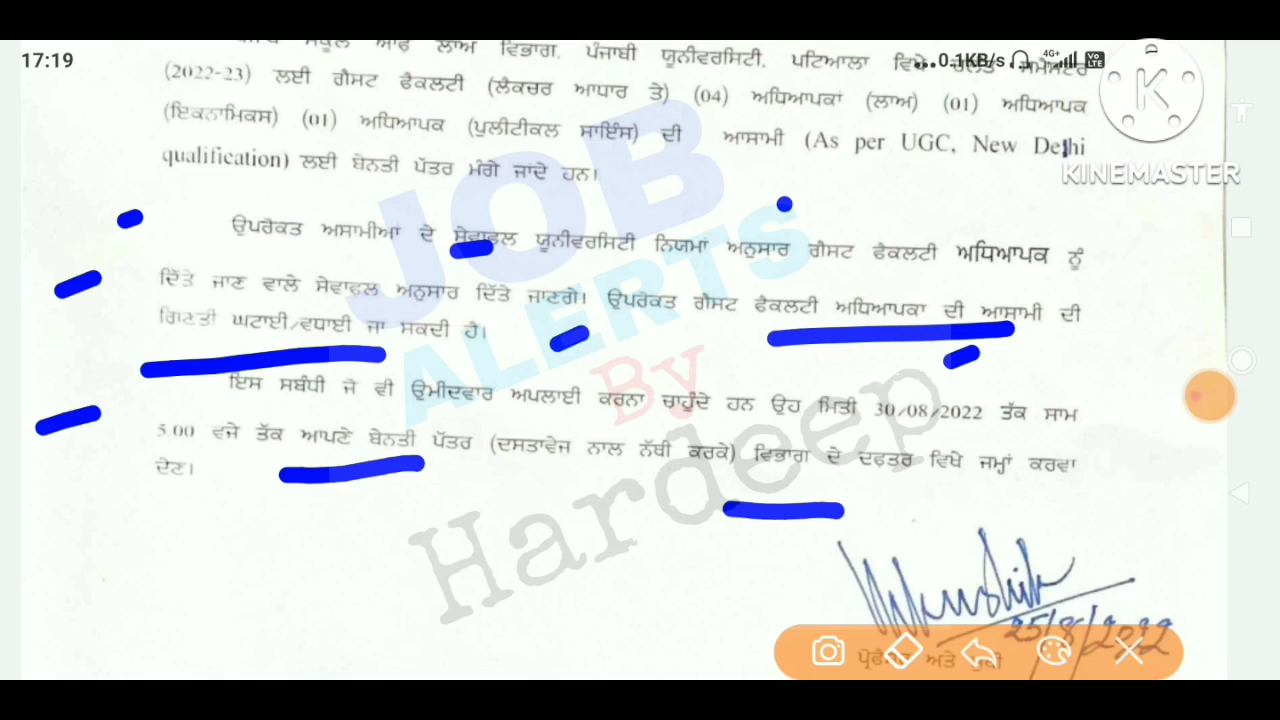 17:19
0.1KB/s
4G+
Vo LTE
ਸਕੂਲ ਆਫ ਲਾਅ ਵਿਭਾਗ, ਪੰਜਾਬੀ ਯੂਨੀਵਰਸਿਟੀ, ਪਟਿਆਲਾ ਵਿਖੇ
(2022-23) ਲਈ ਗੈਸਟ ਫੈਕਲਟੀ (ਲੈਕਚਰ ਆਧਾਰ ਤੇ) (04) ਅਧਿਆਪਕਾਂ (ਲਾਅ) (01) ਅਧਿਆਪਕ
(ਇਕਨਾਮਿਕਸ) (01) ਅਧਿਆਪਕ (ਪੁਲੀਟੀਕਲ ਸਾਇੰਸ) ਦੀ ਆਸਾਮੀ (As per UGC, New Delhi
qualification) ਲਈ ਬੇਨਤੀ ਪੱਤਰ ਮੰਗੇ ਜਾਂਦੇ ਹਨ।
K
KINEMASTER
ਉਪਰੋਕਤ ਅਸਾਮੀਆਂ ਦੇ ਸੇਵਾਫਲ ਯੂਨੀਵਰਸਿਟੀ ਨਿਯਮਾਂ ਅਨੁਸਾਰ ਗੈਸਟ ਫੇਕਲਟੀ ਅਧਿਆਪਕ ਨੂੰ
ਦਿੱਤੇ ਜਾਣ ਵਾਲੇ ਸੇਵਾਫਲ ਅਨੁਸਾਰ ਦਿੱਤੇ ਜਾਣਗੇ। ਉਪਰੋਕਤ ਗੈਸਟ ਫੈਕਲਟੀ ਅਧਿਆਪਕਾ ਦੀ ਆਸਾਮੀ ਦੀ
ਗਿਣਤੀ ਘਟਾਈ/ਵਧਾਈ ਜਾ ਸਕਦੀ ਹੈ।
ਇਸ ਸਬੰਧੀ ਜੋ ਵੀ ਉਮੀਦਵਾਰ ਅਪਲਾਈ ਕਰਨਾ ਚਾਹੁੰਦੇ ਹਨ ਉਹ ਮਿਤੀ 30/08/2022 ਤੱਕ ਸਾਮ
5.00 ਵਜੇ ਤੱਕ ਆਪਣੇ ਬੇਨਤੀ ਪੱਤਰ (ਦਸਤਾਵੇਜ ਨਾਲ ਨੱਥੀ ਕਰਕੇ) ਵਿਭਾਗ ਦੇ ਦਫ਼ਤਰ ਵਿਖੇ ਜਮ੍ਹਾਂ ਕਰਵਾ
ਦੇਣ।
JOB
ALERTS
By
Hardeep
25/8/2022
ਪ੍ਰੋਫੈਸਰ ਅਤੇ ਮੁਖੀ